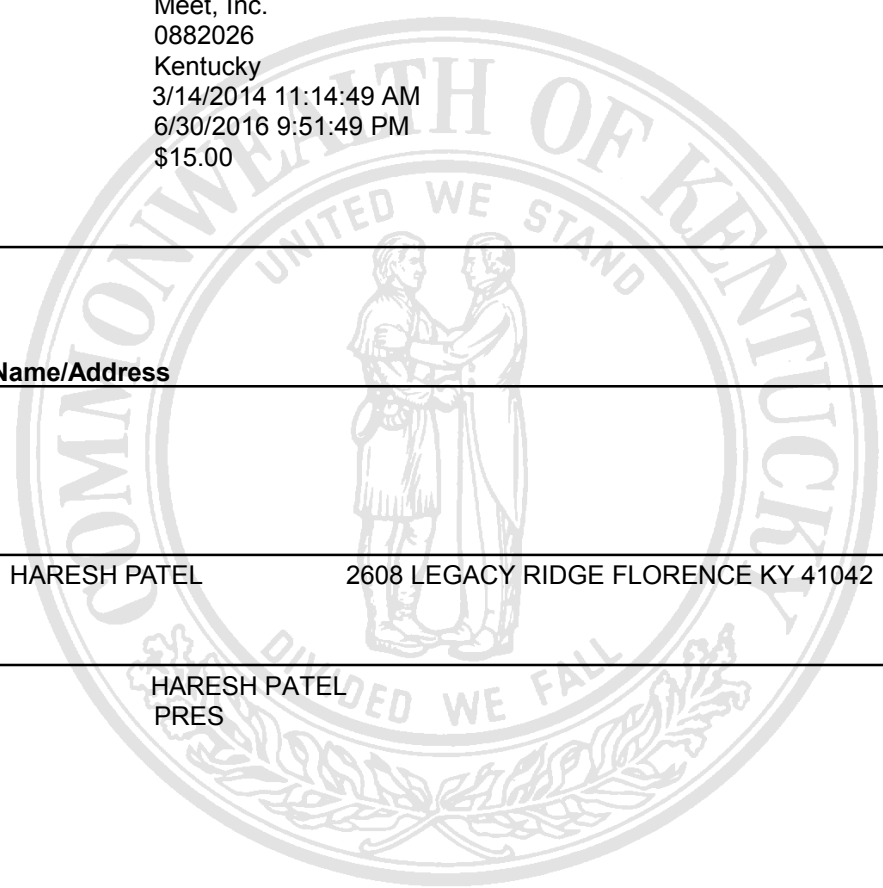 Meet, Inc.
0882026
Kentucky
3/14/2014 11:14:49 AM
6/30/2016 9:51:49 PM
$15.00
COMMONWEALTH OF KENTUCKY
UNITED WE STAND
Name/Address
HARESH PATEL 2608 LEGACY RIDGE FLORENCE KY 41042
DIVIDED WE FALL
HARESH PATEL
PRES